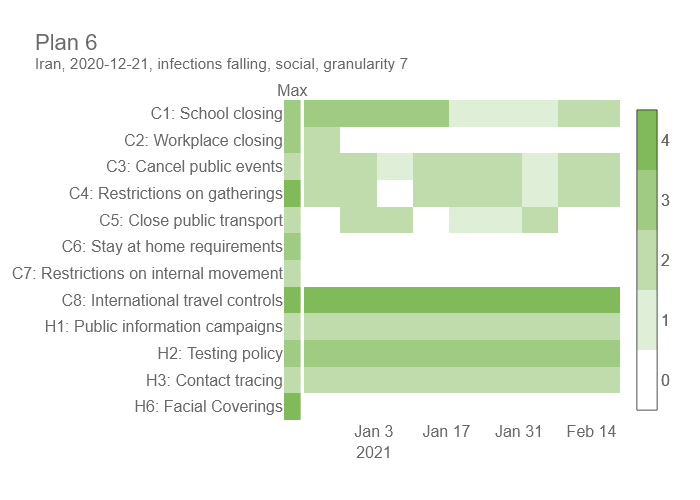 Plan 6
Iran, 2020-12-21, infections falling, social, granularity 7
Max
C1: School closing
C2: Workplace closing
C3: Cancel public events
C4: Restrictions on gatherings
C5: Close public transport
C6: Stay at home requirements
C7: Restrictions on internal movement
C8: International travel controls
H1: Public information campaigns
H2: Testing policy
H3: Contact tracing
H6: Facial Coverings
4
3
2
1
0
Jan 3 Jan 17 Jan 31 Feb 14
2021